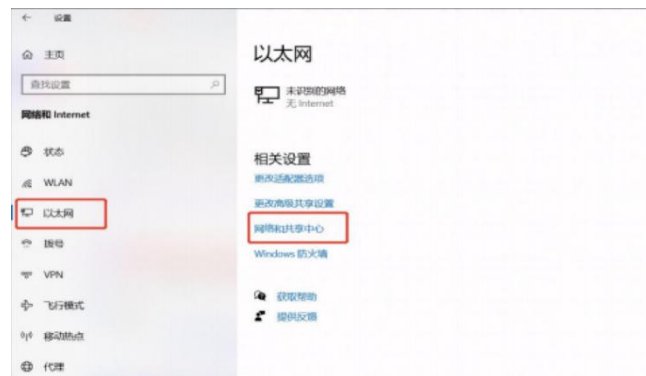 设置
主页
查找设置
网络和 Internet
状态
WLAN
以太网
拨号
VPN
飞行模式
移动热点
代理
以太网
未识别的网络
无 Internet
相关设置
更改适配器选项
更改高级共享设置
网络和共享中心
Windows 防火墙
获取帮助
提供反馈